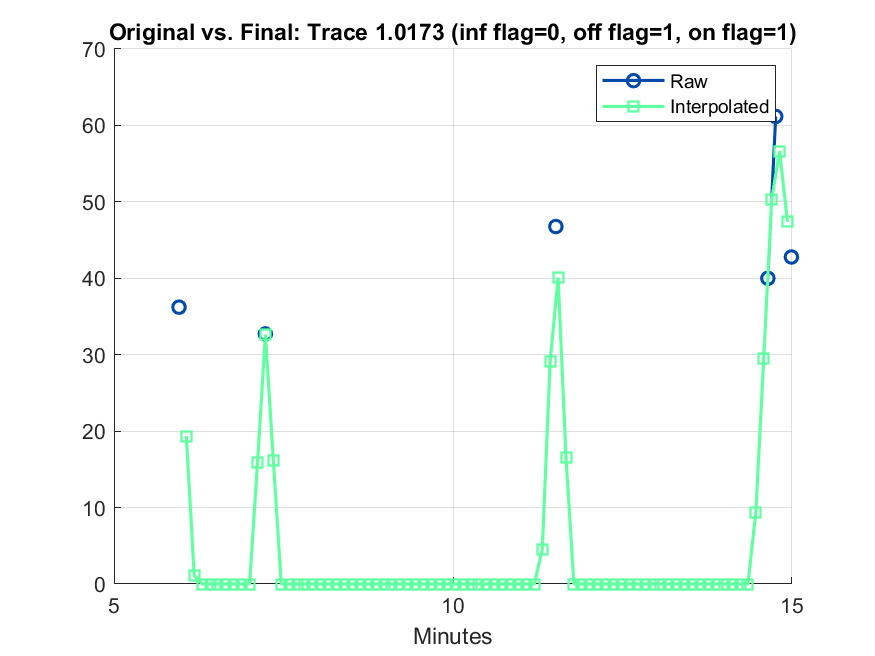 Original vs. Final: Trace 1.0173 (inf flag=0, off flag=1, on flag=1)
70
60
50
40
30
20
10
0
Raw
Interpolated
5
10
15
Minutes